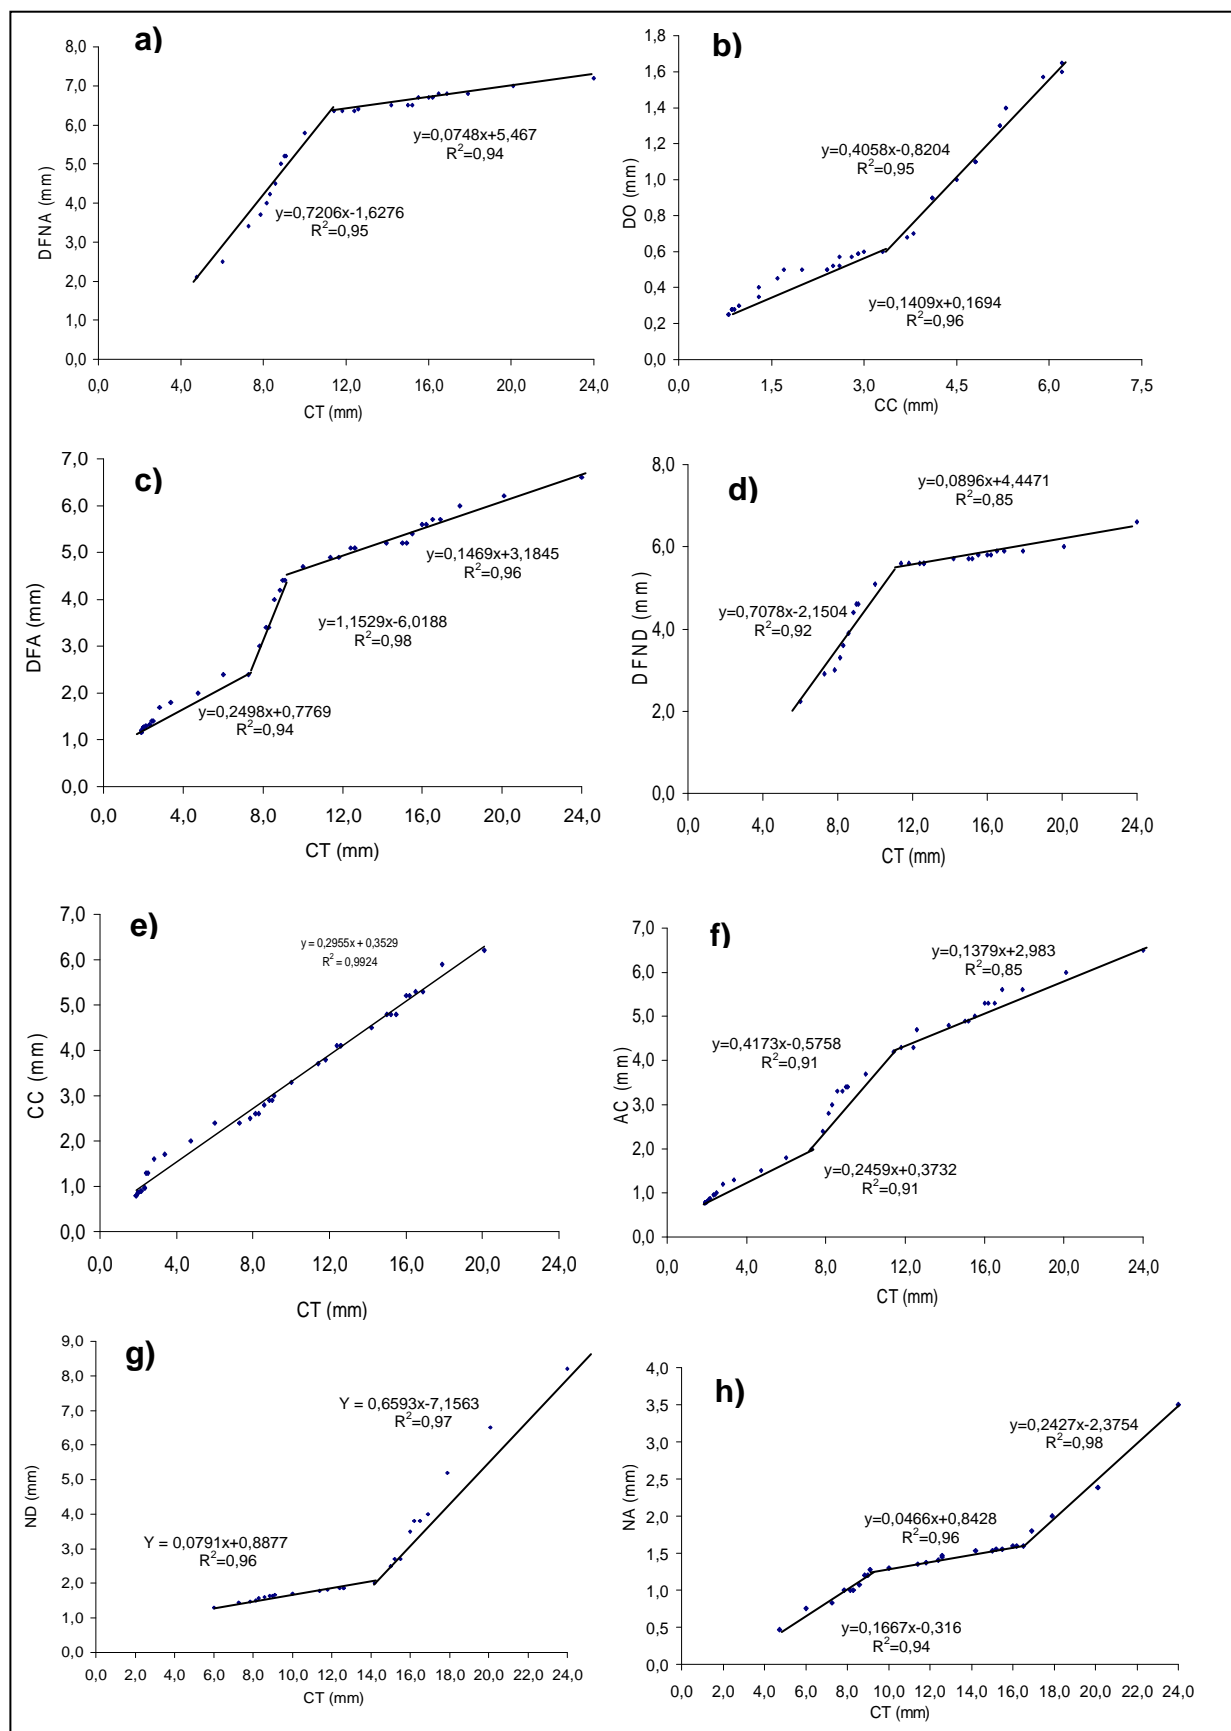 a)
8,0
7,0
6,0
5,0
4,0
3,0
2,0
1,0
0,0
DFNA (mm)
y=0,0748x+5,467
R²=0,94
y=0,7206x-1,6276
R²=0,95
0,0 4,0 8,0 12,0 16,0 20,0 24,0
CT (mm)
b)
1,8
1,6
1,4
1,2
1,0
0,8
0,6
0,4
0,2
0,0
DO (mm)
y=0,4058x-0,8204
R²=0,95
y=0,1409x+0,1694
R²=0,96
0,0 1,5 3,0 4,5 6,0 7,5
CC (mm)
c)
7,0
6,0
5,0
4,0
3,0
2,0
1,0
0,0
DFA (mm)
y=0,1469x+3,1845
R²=0,96
y=1,1529x-6,0188
R²=0,98
y=0,2498x+0,7769
R²=0,94
0,0 4,0 8,0 12,0 16,0 20,0 24,0
CT (mm)
d)
8,0
6,0
4,0
2,0
0,0
DFND (mm)
y=0,0896x+4,4471
R²=0,85
y=0,7078x-2,1504
R²=0,92
0,0 4,0 8,0 12,0 16,0 20,0 24,0
CT (mm)
e)
7,0
6,0
5,0
4,0
3,0
2,0
1,0
0,0
CC (mm)
y = 0,2955x + 0,3529
R² = 0,9924
0,0 4,0 8,0 12,0 16,0 20,0 24,0
CT (mm)
f)
7,0
6,0
5,0
4,0
3,0
2,0
1,0
0,0
AC (mm)
y=0,1379x+2,983
R²=0,85
y=0,4173x-0,5758
R²=0,91
y=0,2459x+0,3732
R²=0,91
0,0 4,0 8,0 12,0 16,0 20,0 24,0
CT (mm)
g)
9,0
8,0
7,0
6,0
5,0
4,0
3,0
2,0
1,0
0,0
ND (mm)
Y = 0,6593x-7,1563
R²=0,97
Y = 0,0791x+0,8877
R²=0,96
0,0 2,0 4,0 6,0 8,0 10,0 12,0 14,0 16,0 18,0 20,0 22,0 24,0
CT (mm)
h)
4,0
3,5
3,0
2,5
2,0
1,5
1,0
0,5
0,0
NA (mm)
y=0,2427x-2,3754
R²=0,98
y=0,0466x+0,8428
R²=0,96
y=0,1667x-0,316
R²=0,94
0,0 2,0 4,0 6,0 8,0 10,0 12,0 14,0 16,0 18,0 20,0 22,0 24,0
CT (mm)